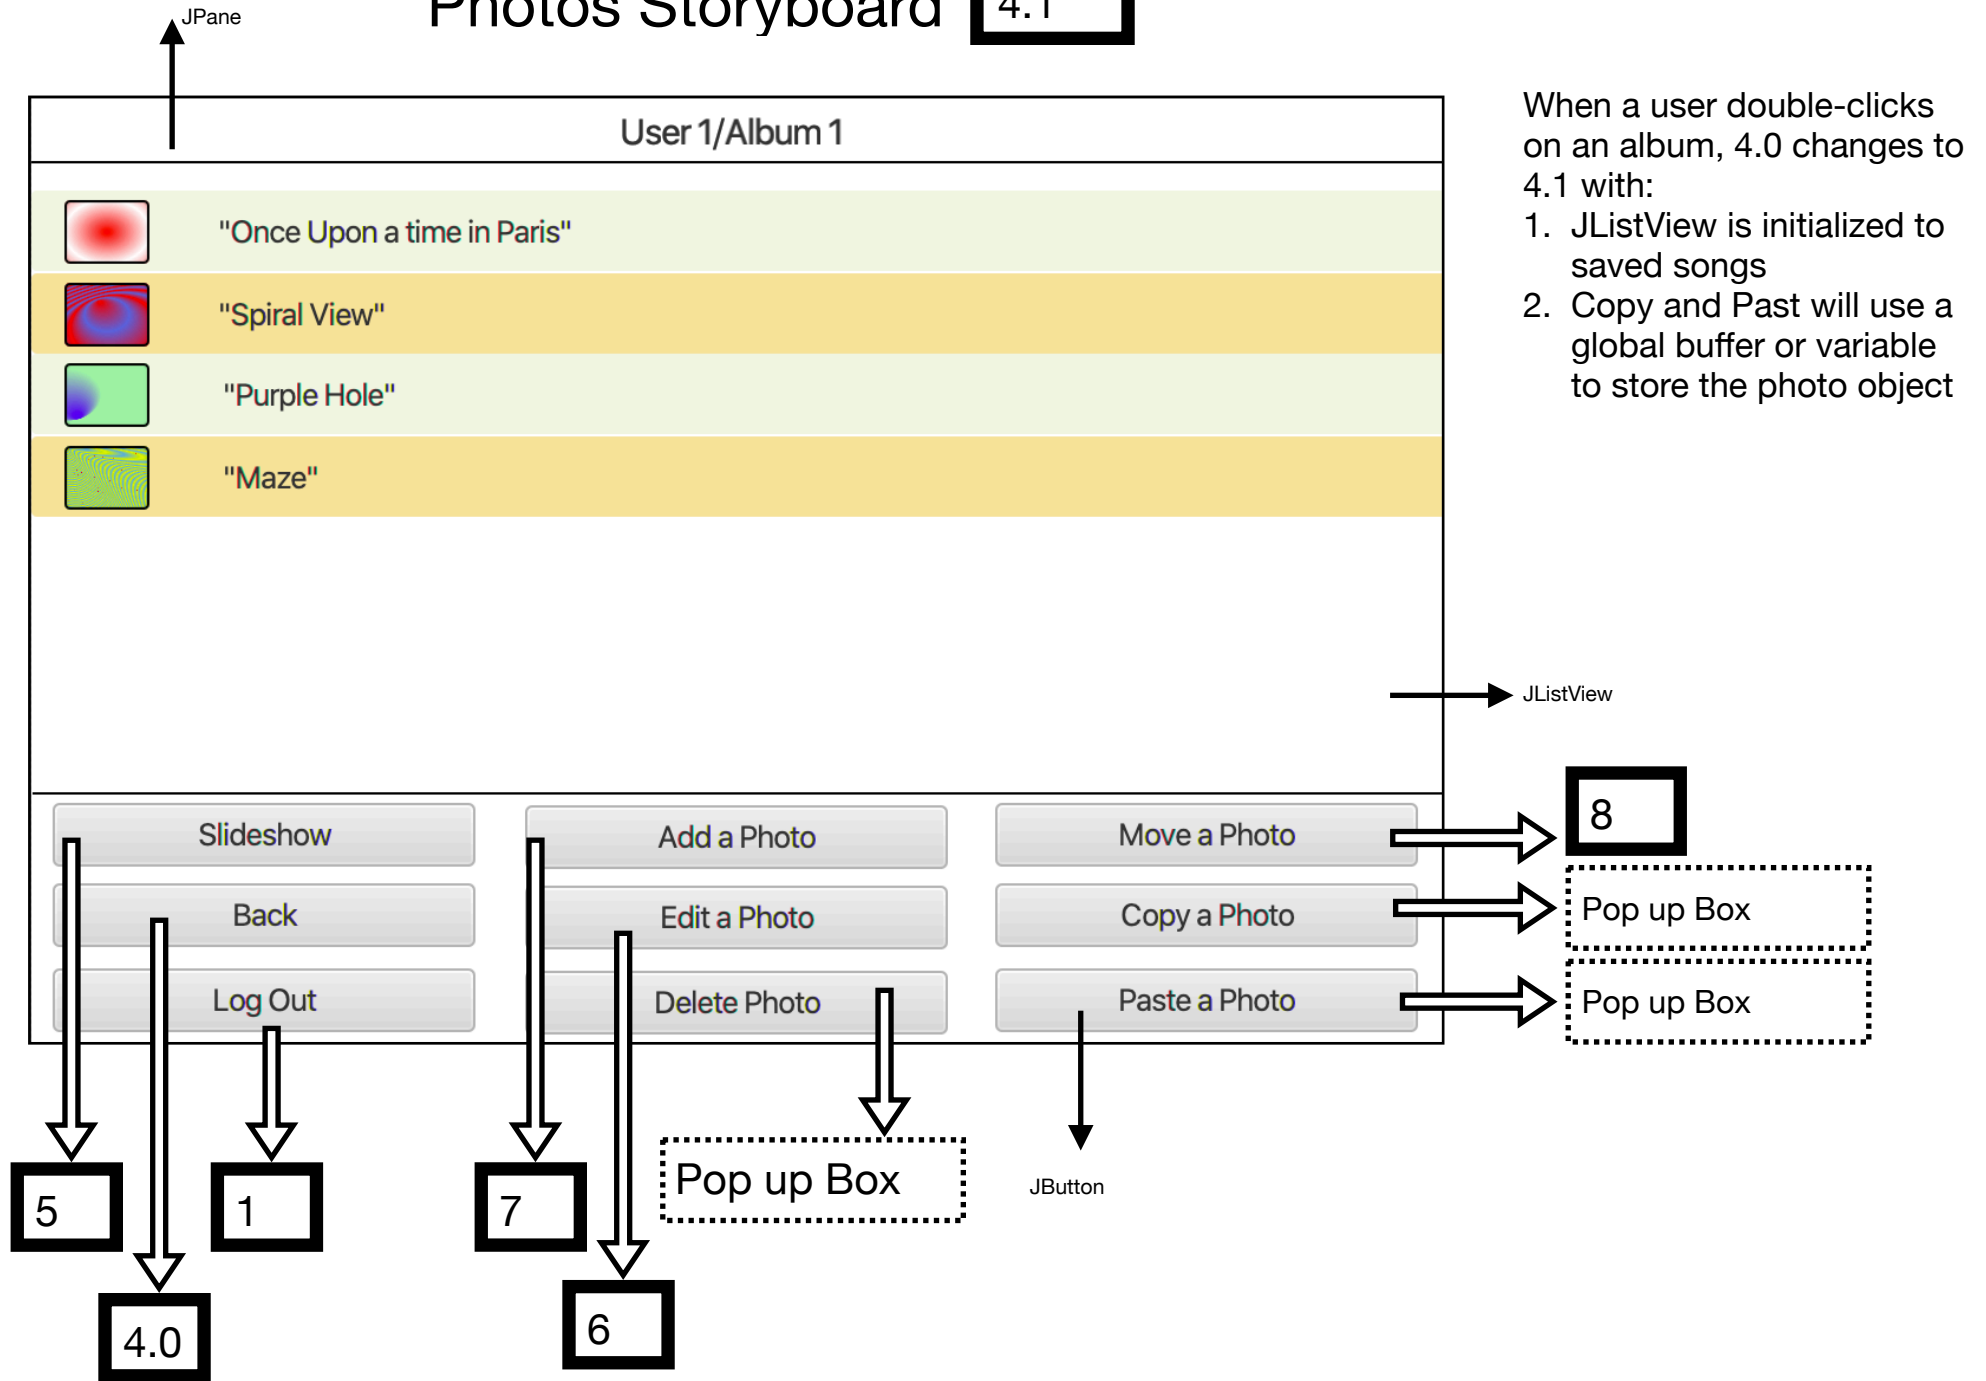 Photos Storyboard
4.1
JPane
User 1/Album 1
"Once Upon a time in Paris"
"Spiral View"
"Purple Hole"
"Maze"
When a user double-clicks
on an album, 4.0 changes to
4.1 with:
1. JListView is initialized to
saved songs
2. Copy and Past will use a
global buffer or variable
to store the photo object
JListView
Slideshow
Add a Photo
Move a Photo
8
Back
Edit a Photo
Copy a Photo
Pop up Box
Log Out
Delete Photo
Paste a Photo
Pop up Box
5
1
7
Pop up Box
JButton
4.0
6